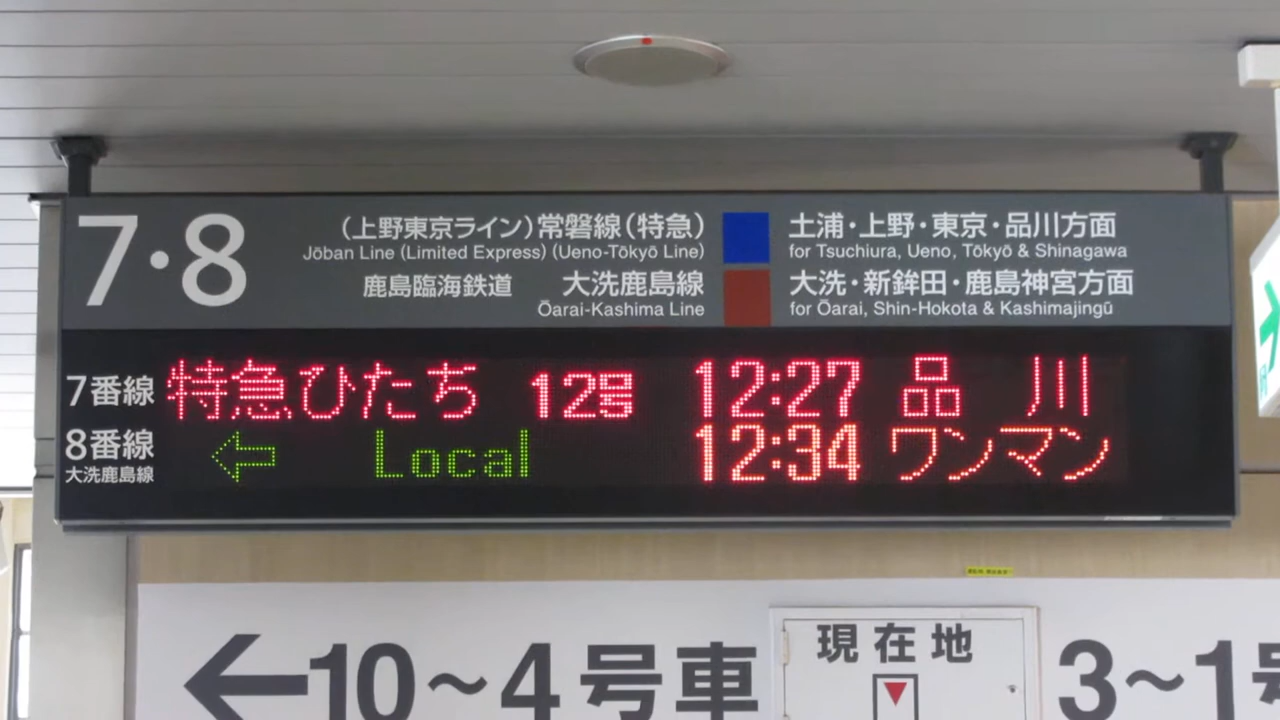 7・8
（上野東京ライン）常磐線（特急） 土浦・上野・東京・品川方面
Jōban Line (Limited Express) (Ueno-Tōkyō Line) for Tsuchiura, Ueno, Tōkyō & Shinagawa
鹿島臨海鉄道 大洗鹿島線 大洗・新鉾田・鹿島神宮方面
Ōarai-Kashima Line for Ōarai, Shin-Hokota & Kashimajingū
7番線 特急ひたち 12号 12:27 品川
8番線 ← Local 12:34 ワンマン
大洗鹿島線
←10～4号車 現在地 3～1号